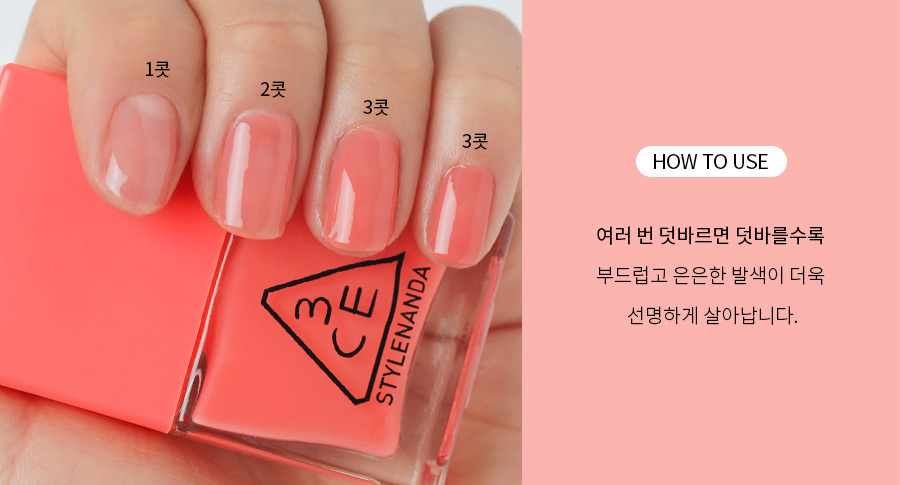 1콧
2콧
3콧
3콧
3CE
STYLENANDA
HOW TO USE
여러 번 덧바르면 덧바를수록
부드럽고 은은한 발색이 더욱
선명하게 살아납니다.